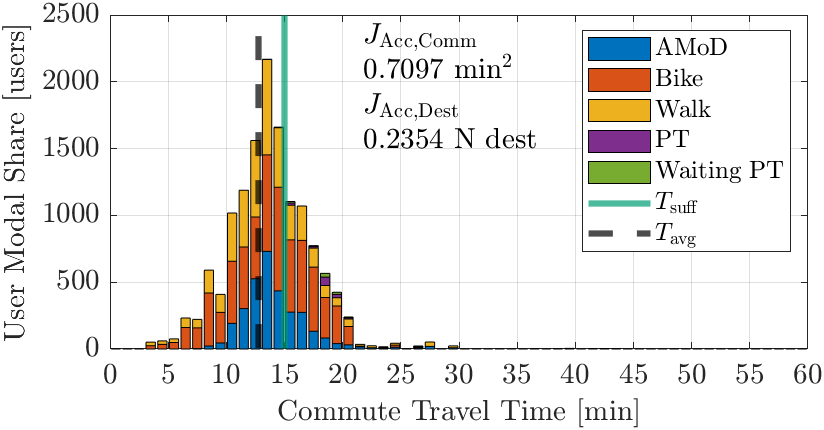 2500
2000
1500
1000
500
0
User Modal Share [users]
0 5 10 15 20 25 30 35 40 45 50 55 60
Commute Travel Time [min]
J_Acc,Comm
0.7097 min²
J_Acc,Dest
0.2354 N dest
AMoD
Bike
Walk
PT
Waiting PT
T_suff
T_avg